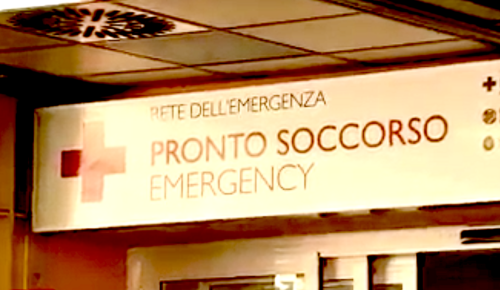 RETE DELL'EMERGENZA
PRONTO SOCCORSO
EMERGENCY